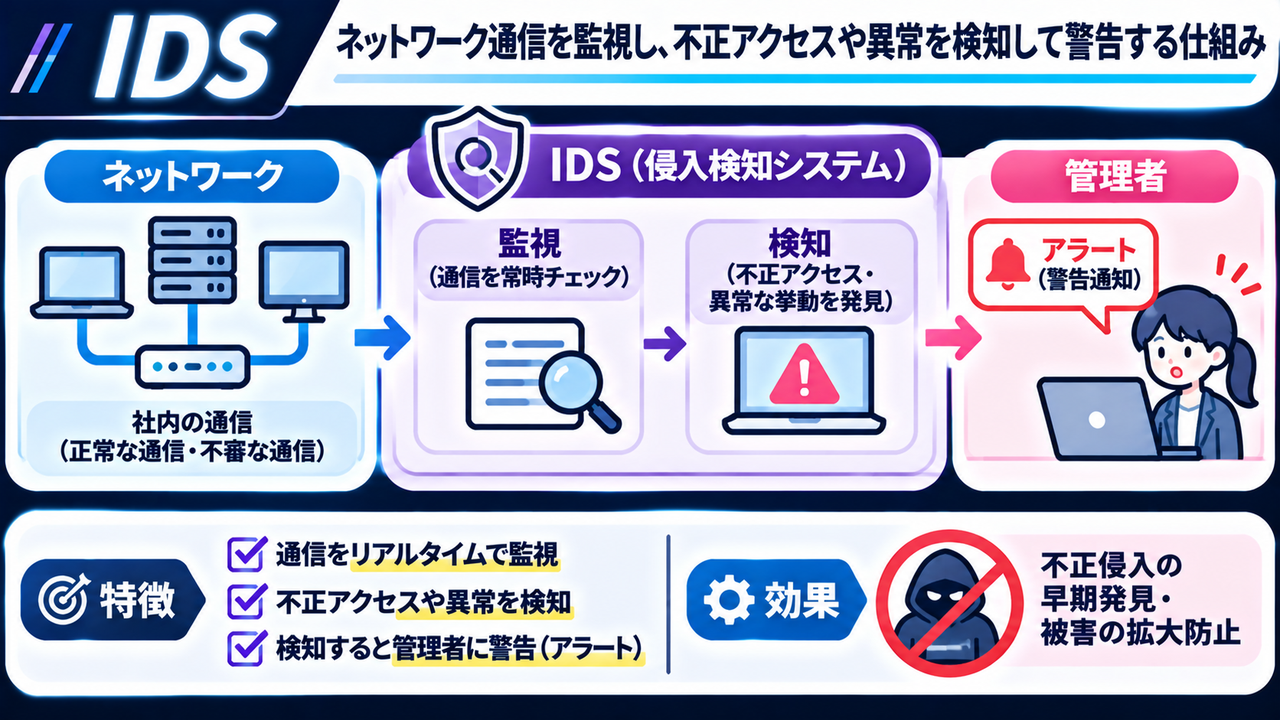 IDS
ネットワーク通信を監視し、不正アクセスや異常を検知して警告する仕組み
ネットワーク
社内の通信
（正常な通信・不審な通信）
IDS（侵入検知システム）
監視
（通信を常時チェック）
検知
（不正アクセス・
異常な挙動を発見）
管理者
アラート
（警告通知）
特徴
通信をリアルタイムで監視
不正アクセスや異常を検知
検知すると管理者に警告（アラート）
効果
不正侵入の
早期発見・
被害の拡大防止